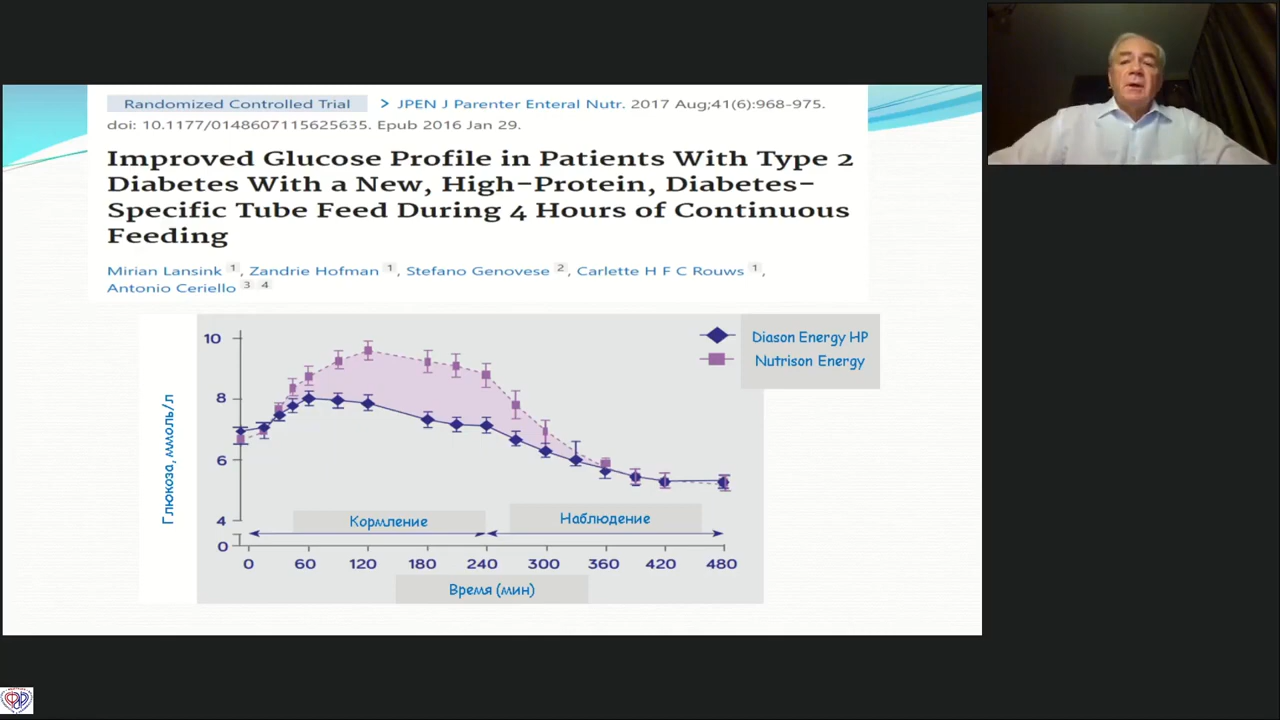 Randomized Controlled Trial > JPEN J Parenter Enteral Nutr. 2017 Aug;41(6):968-975.
doi: 10.1177/0148607115625635. Epub 2016 Jan 29.
Improved Glucose Profile in Patients With Type 2
Diabetes With a New, High-Protein, Diabetes-
Specific Tube Feed During 4 Hours of Continuous
Feeding
Mirian Lansink 1, Zandrie Hofman 1, Stefano Genovese 2, Carlette H F C Rouws 1,
Antonio Ceriello 3 4
Diason Energy HP
Nutrison Energy
Глюкоза, ммоль/л
10
8
6
4
0
Кормление
Наблюдение
0 60 120 180 240 300 360 420 480
Время (мин)